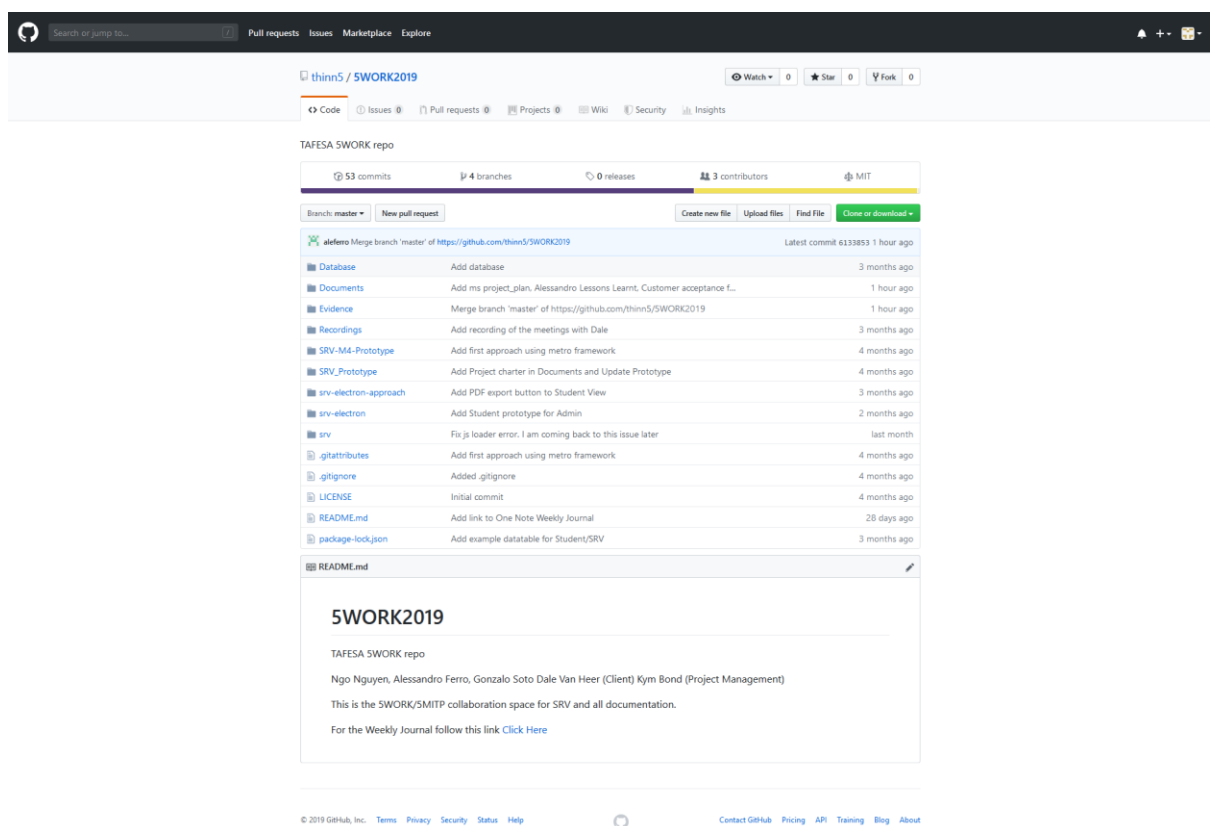 Search or jump to... /
Pull requests Issues Marketplace Explore
thinn5 / 5WORK2019
Watch 0 Star 0 Fork 0
Code Issues 0 Pull requests 0 Projects 0 Wiki Security Insights
TAFESA 5WORK repo
53 commits 4 branches 0 releases 3 contributors MIT
Branch: master New pull request Create new file Upload files Find File Clone or download
aleferro Merge branch 'master' of https://github.com/thinn5/5WORK2019 Latest commit 6133853 1 hour ago
Database Add database 3 months ago
Documents Add ms project_plan, Alessandro Lessons Learnt, Customer acceptance f... 1 hour ago
Evidence Merge branch 'master' of https://github.com/thinn5/5WORK2019 1 hour ago
Recordings Add recording of the meetings with Dale 3 months ago
SRV-M4-Prototype Add first approach using metro framework 4 months ago
SRV_Prototype Add Project charter in Documents and Update Prototype 4 months ago
srv-electron-approach Add PDF export button to Student View 3 months ago
srv-electron Add Student prototype for Admin 2 months ago
srv Fix js loader error. I am coming back to this issue later last month
.gitattributes Add first approach using metro framework 4 months ago
.gitignore Added .gitignore 4 months ago
LICENSE Initial commit 4 months ago
README.md Add link to One Note Weekly Journal 28 days ago
package-lock.json Add example datatable for Student/SRV 3 months ago
README.md
5WORK2019
TAFESA 5WORK repo
Ngo Nguyen, Alessandro Ferro, Gonzalo Soto Dale Van Heer (Client) Kym Bond (Project Management)
This is the 5WORK/5MITP collaboration space for SRV and all documentation.
For the Weekly Journal follow this link Click Here
© 2019 GitHub, Inc. Terms Privacy Security Status Help Contact GitHub Pricing API Training Blog About